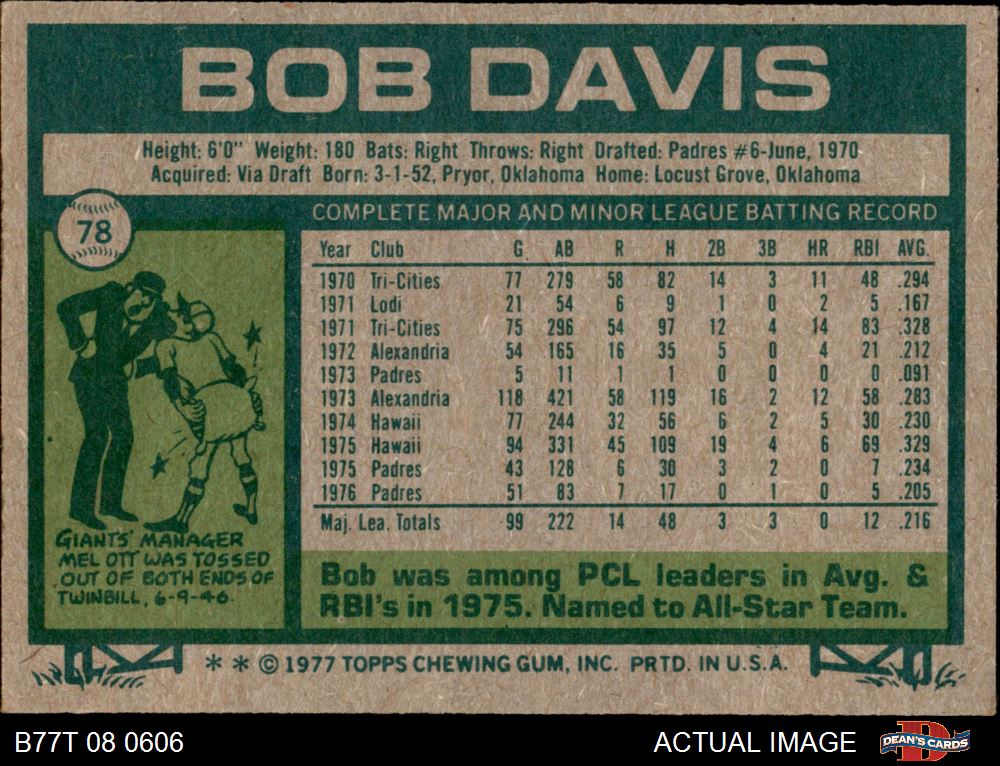 BOB DAVIS
Height: 6'0" Weight: 180 Bats: Right Throws: Right Drafted: Padres #6-June, 1970
Acquired: Via Draft Born: 3-1-52, Pryor, Oklahoma Home: Locust Grove, Oklahoma
78
COMPLETE MAJOR AND MINOR LEAGUE BATTING RECORD
Year Club G AB R H 2B 3B HR RBI AVG.
1970 Tri-Cities 77 279 58 82 14 3 11 48 .294
1971 Lodi 21 54 6 9 1 0 2 5 .167
1971 Tri-Cities 75 296 54 97 12 4 14 83 .328
1972 Alexandria 54 165 16 35 5 0 4 21 .212
1973 Padres 5 11 1 1 0 0 0 0 .091
1973 Alexandria 118 421 58 119 16 2 12 58 .283
1974 Hawaii 77 244 32 56 6 2 5 30 .230
1975 Hawaii 94 331 45 109 19 4 6 69 .329
1975 Padres 43 128 6 30 3 2 0 7 .234
1976 Padres 51 83 7 17 0 1 0 5 .205
Maj. Lea. Totals 99 222 14 48 3 3 0 12 .216
GIANTS' MANAGER
MEL OTT WAS TOSSED
OUT OF BOTH ENDS OF
TWINBILL, 6-9-46.
Bob was among PCL leaders in Avg. &
RBI's in 1975. Named to All-Star Team.
* * © 1977 TOPPS CHEWING GUM, INC. PRTD. IN U.S.A.
B77T 08 0606
ACTUAL IMAGE
DEAN'S CARDS